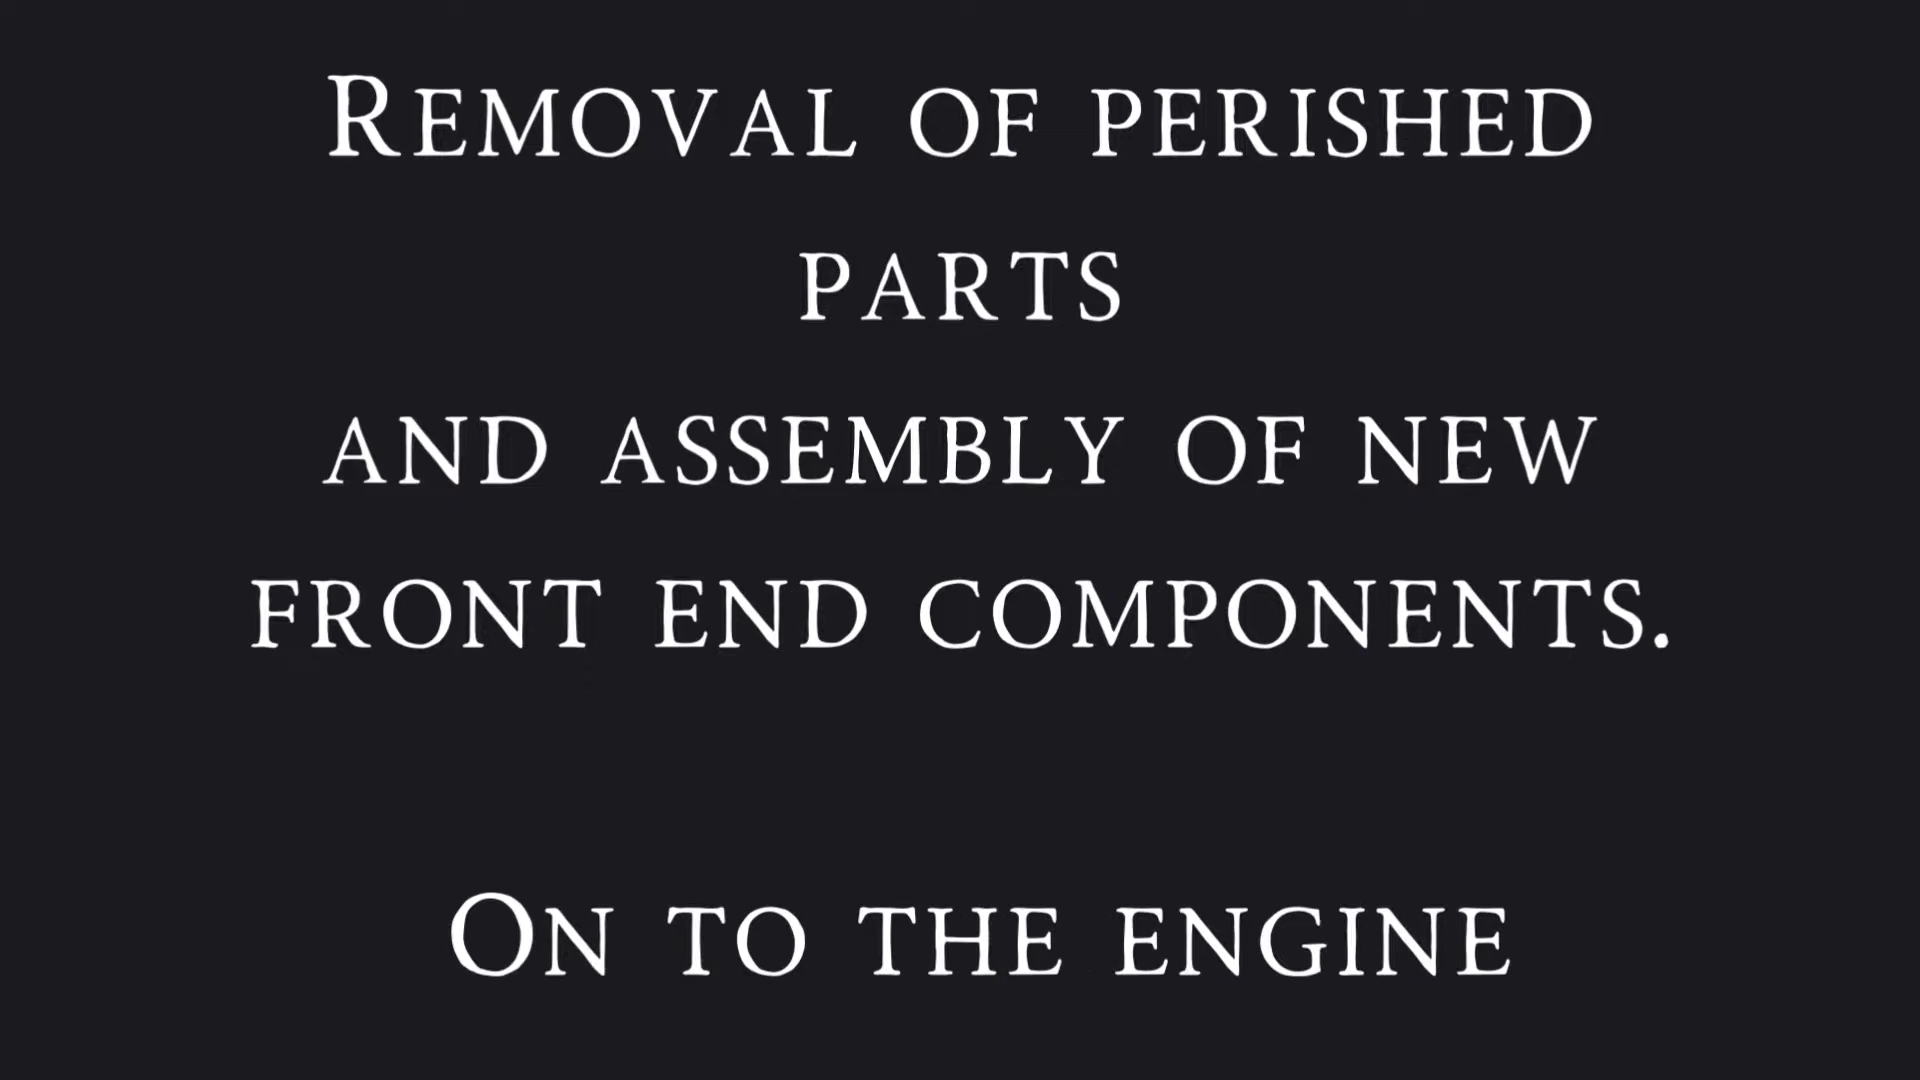 Removal of perished
parts
and assembly of new
front end components.
On to the engine